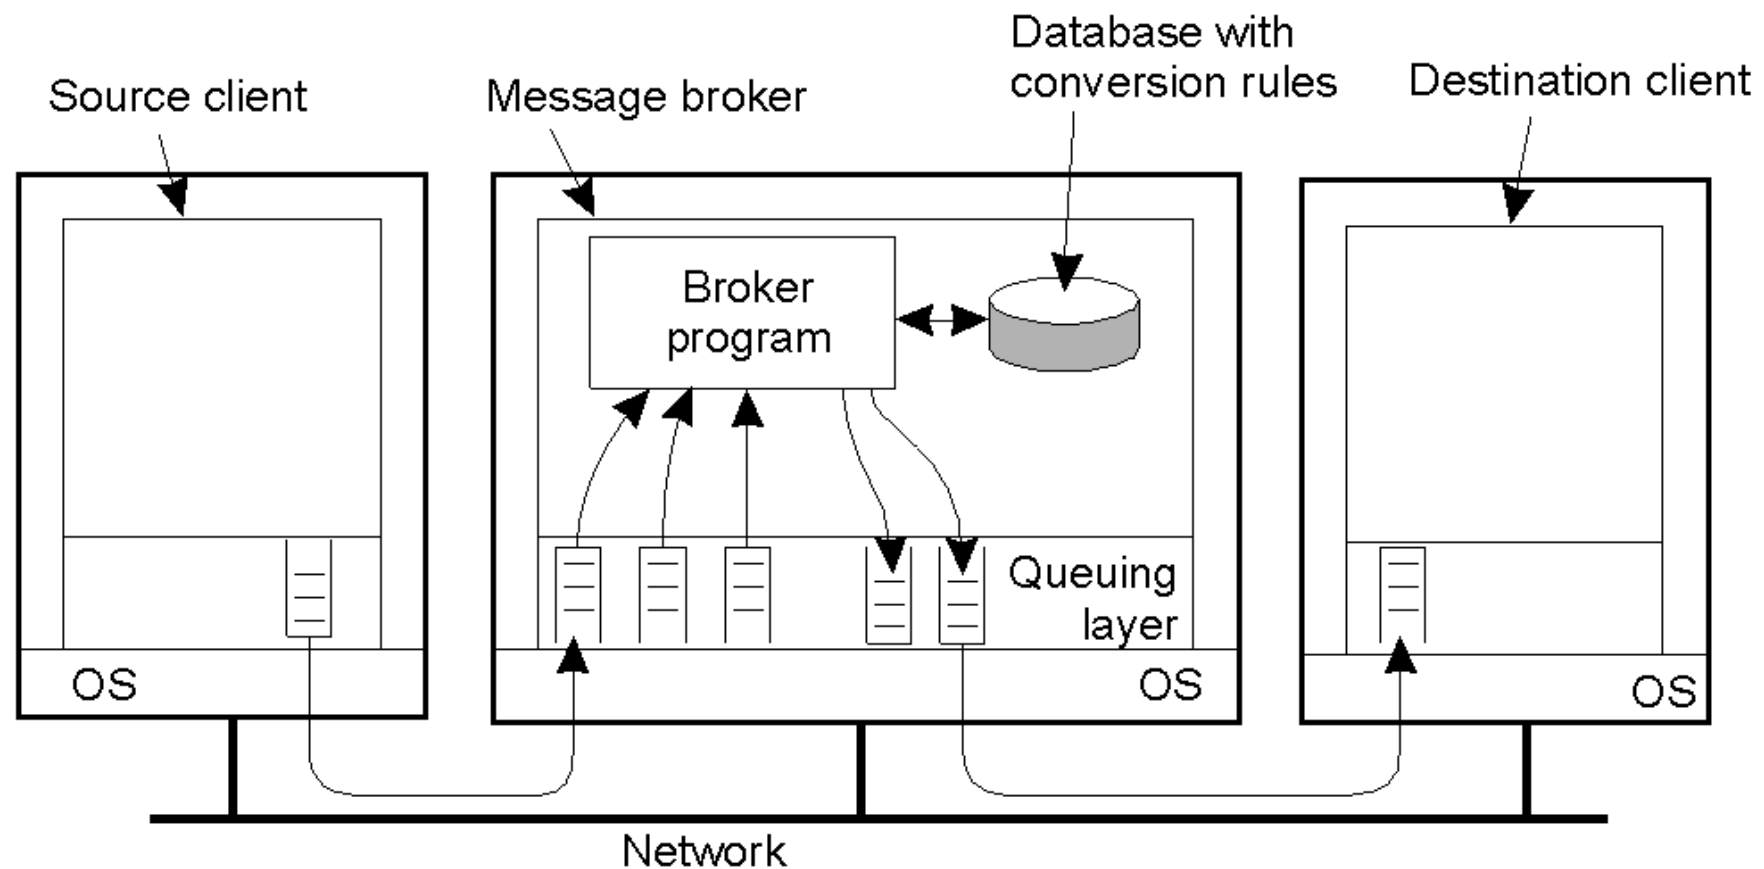 Source client
Message broker
Database with
conversion rules
Destination client
Broker
program
Queuing
layer
OS
OS
OS
Network